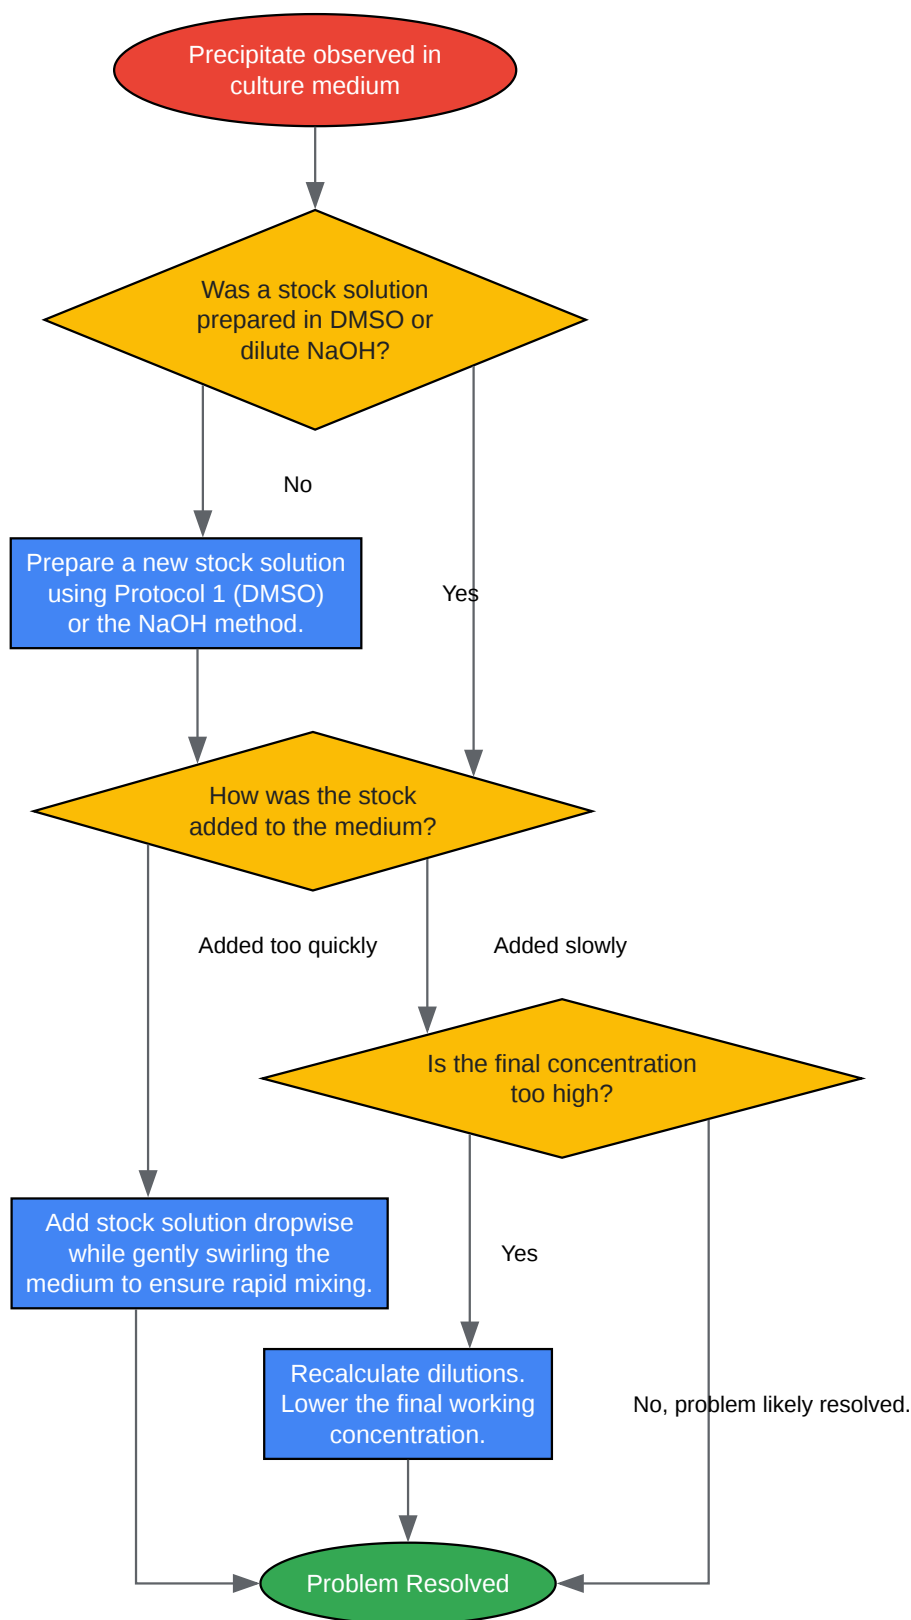 Precipitate observed in
culture medium
Was a stock solution
prepared in DMSO or
dilute NaOH?
No
Prepare a new stock solution
using Protocol 1 (DMSO)
or the NaOH method.
Yes
How was the stock
added to the medium?
Added too quickly
Added slowly
Is the final concentration
too high?
Add stock solution dropwise
while gently swirling the
medium to ensure rapid mixing.
Yes
Recalculate dilutions.
Lower the final working
concentration.
No, problem likely resolved.
Problem Resolved